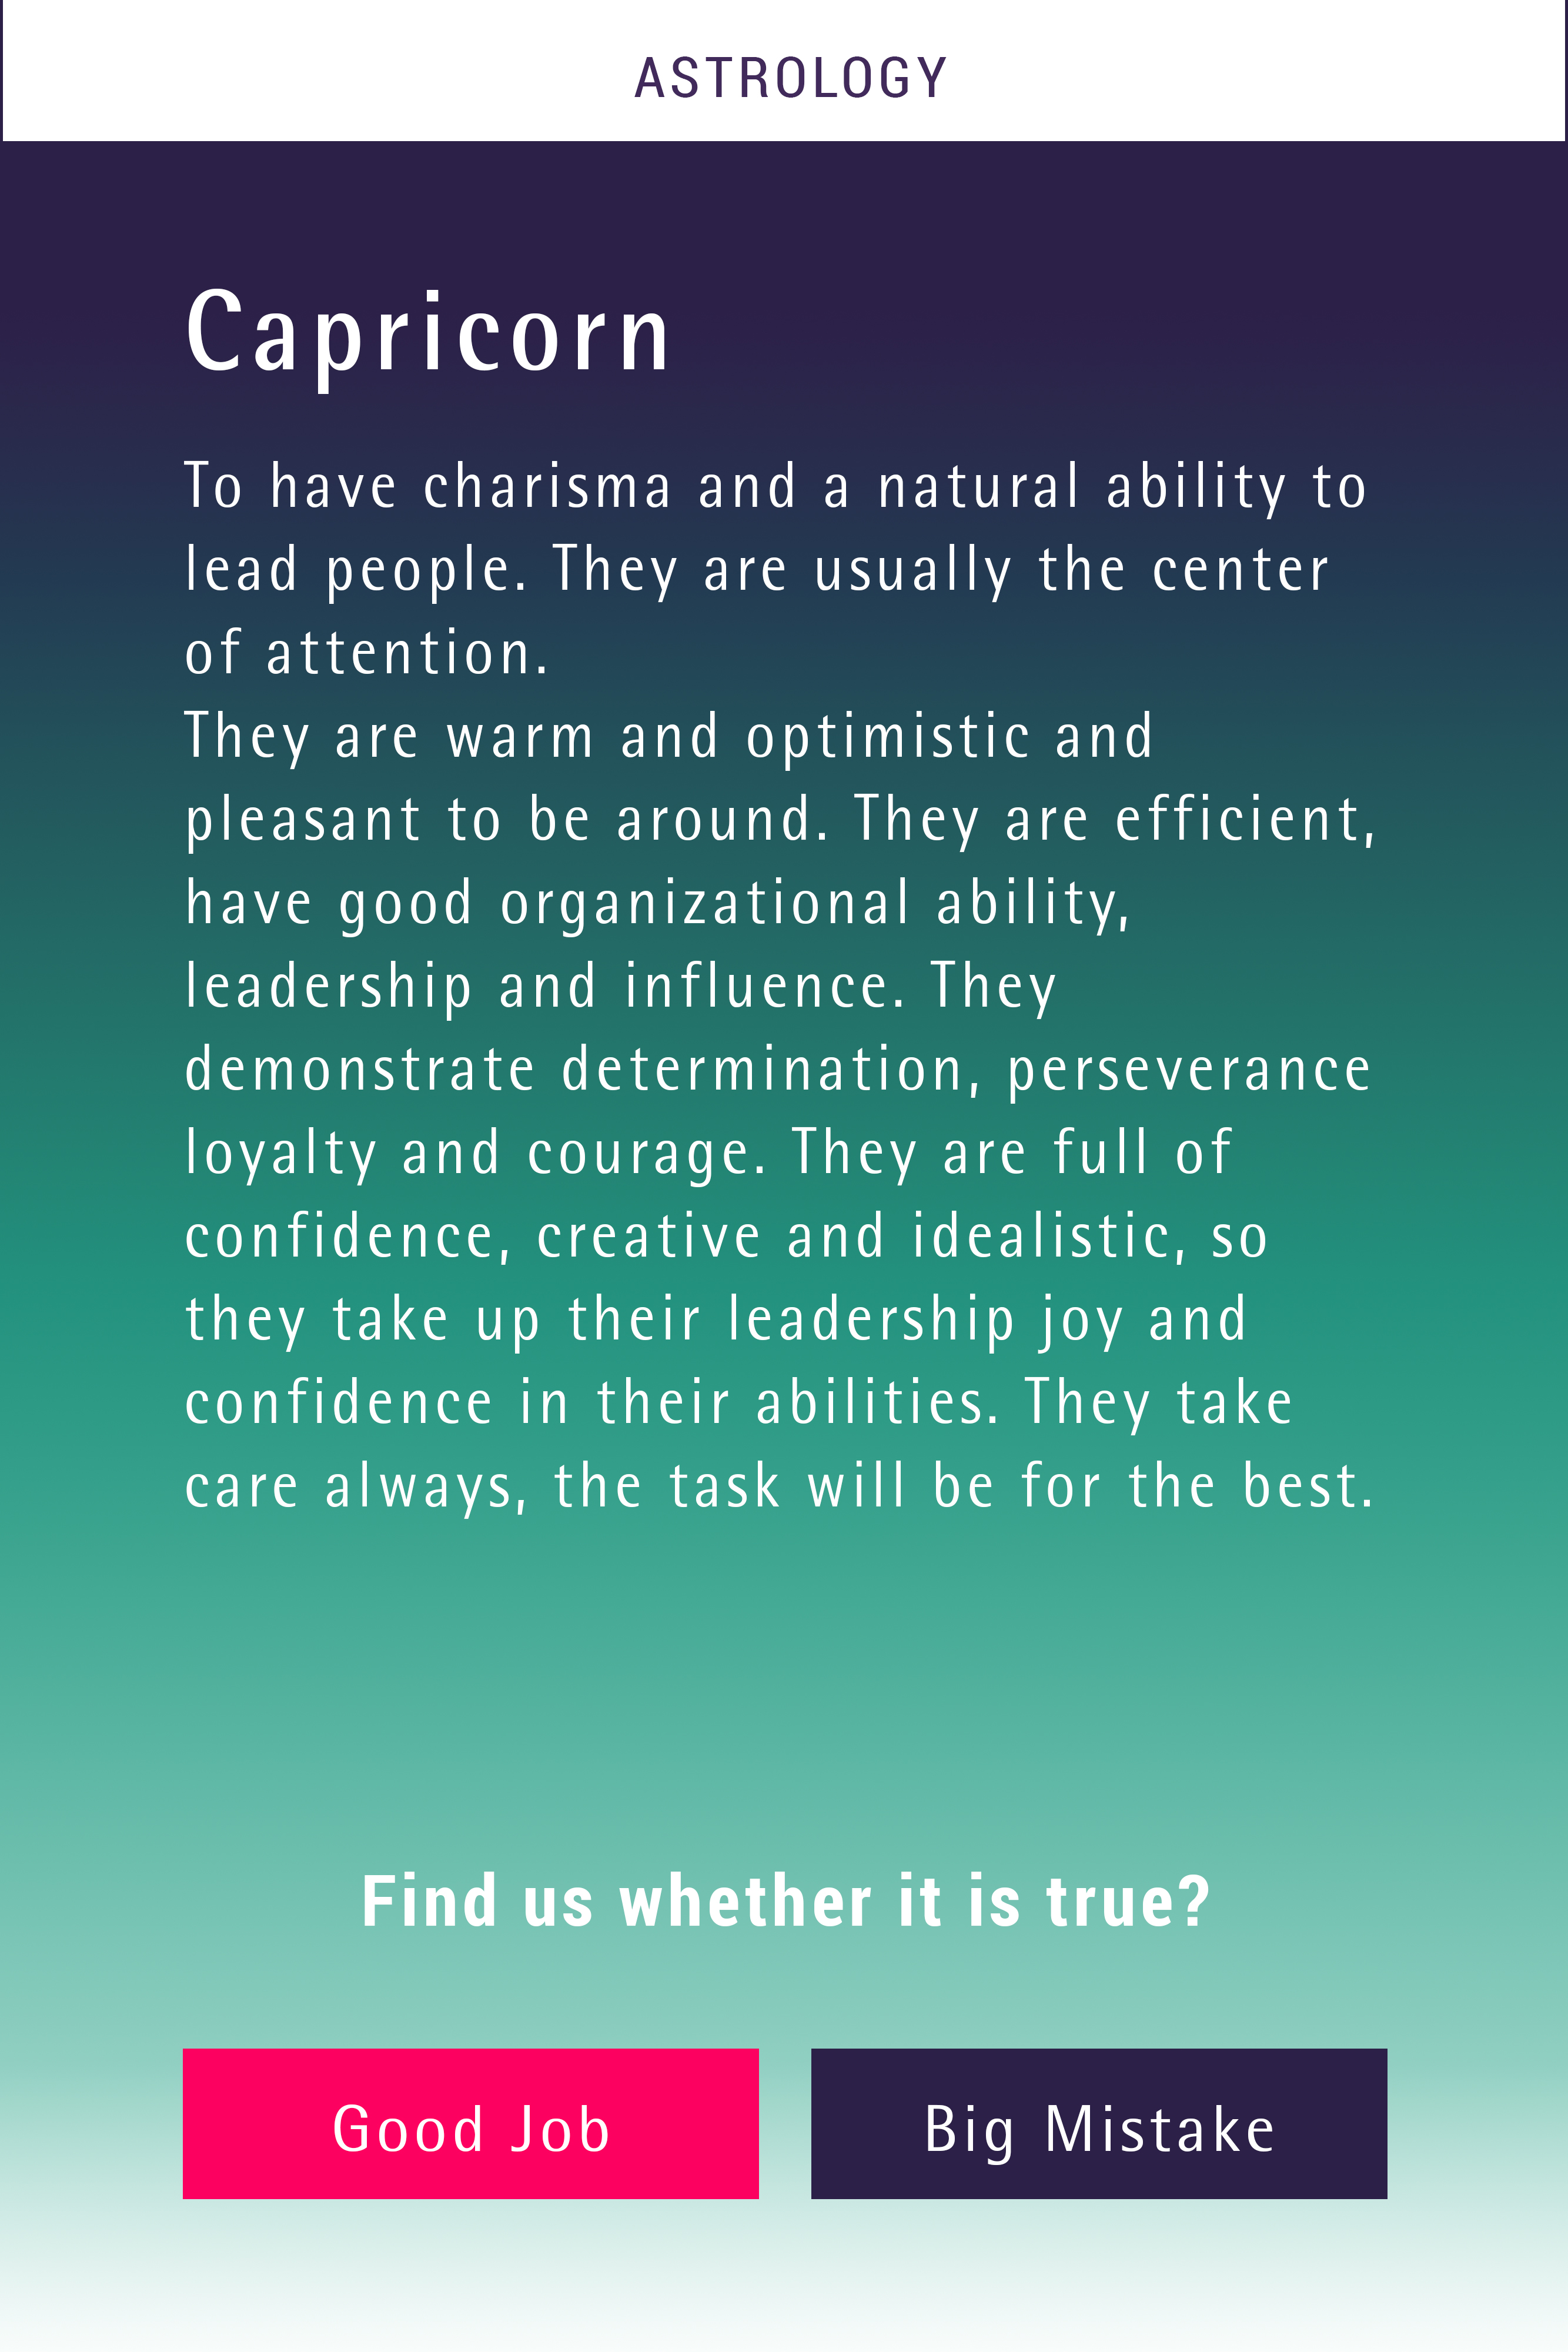 ASTROLOGY
Capricorn
To have charisma and a natural ability to
lead people. They are usually the center
of attention.
They are warm and optimistic and
pleasant to be around. They are efficient,
have good organizational ability,
leadership and influence. They
demonstrate determination, perseverance
loyalty and courage. They are full of
confidence, creative and idealistic, so
they take up their leadership joy and
confidence in their abilities. They take
care always, the task will be for the best.
Find us whether it is true?
Good Job
Big Mistake